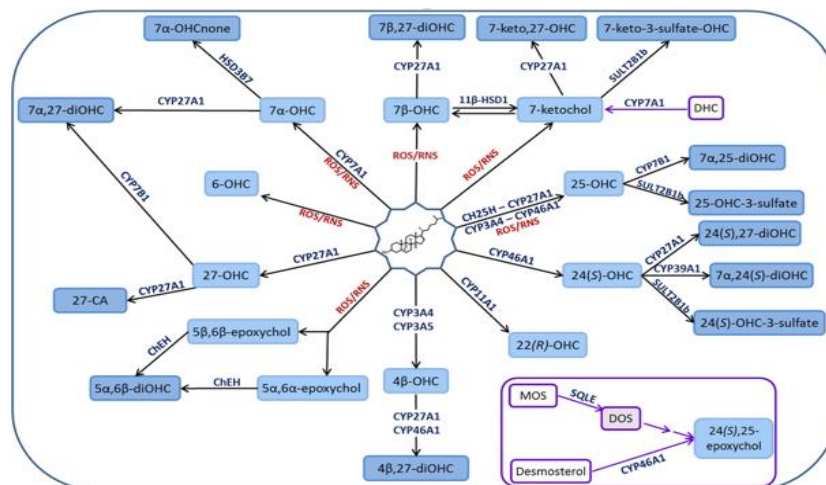 7α-OHCnone
7β,27-diOHC
7-keto,27-OHC
7-keto-3-sulfate-OHC
HSD3B7
CYP27A1
CYP27A1
SULT2B1b
7α,27-diOHC
CYP27A1
7α-OHC
7β-OHC
11β-HSD1
7-ketochol
CYP7A1
DHC
CYP7B1
CYP7A1
ROS/RNS
ROS/RNS
ROS/RNS
6-OHC
ROS/RNS
25-OHC
CYP7B1
7α,25-diOHC
SULT2B1b
25-OHC-3-sulfate
CH25H – CYP27A1
CYP3A4 – CYP46A1
ROS/RNS
27-OHC
CYP27A1
CYP27A1
27-CA
CYP46A1
24(S)-OHC
CYP27A1
24(S),27-diOHC
CYP39A1
7α,24(S)-diOHC
SULT2B1b
24(S)-OHC-3-sulfate
ROS/RNS
CYP3A4
CYP3A5
CYP11A1
22(R)-OHC
5β,6β-epoxychol
ChEH
5α,6β-diOHC
ChEH
5α,6α-epoxychol
4β-OHC
CYP27A1
CYP46A1
4β,27-diOHC
MOS
SQLE
DOS
24(S),25-
epoxychol
Desmosterol
CYP46A1